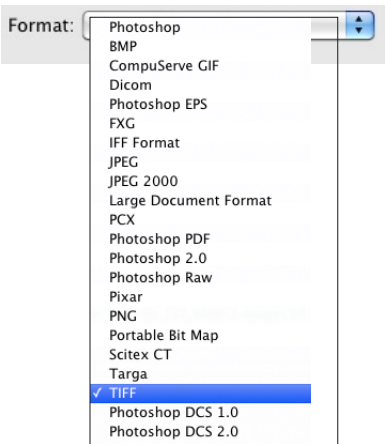 Format:
Photoshop
BMP
CompuServe GIF
Dicom
Photoshop EPS
FXG
IFF Format
JPEG
JPEG 2000
Large Document Format
PCX
Photoshop PDF
Photoshop 2.0
Photoshop Raw
Pixar
PNG
Portable Bit Map
Scitex CT
Targa
✓ TIFF
Photoshop DCS 1.0
Photoshop DCS 2.0